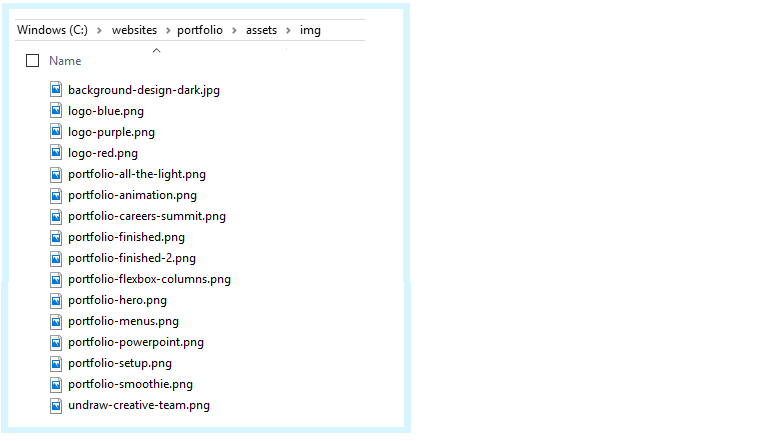 Windows (C:) > websites > portfolio > assets > img
Name
background-design-dark.jpg
logo-blue.png
logo-purple.png
logo-red.png
portfolio-all-the-light.png
portfolio-animation.png
portfolio-careers-summit.png
portfolio-finished.png
portfolio-finished-2.png
portfolio-flexbox-columns.png
portfolio-hero.png
portfolio-menus.png
portfolio-powerpoint.png
portfolio-setup.png
portfolio-smoothie.png
undraw-creative-team.png